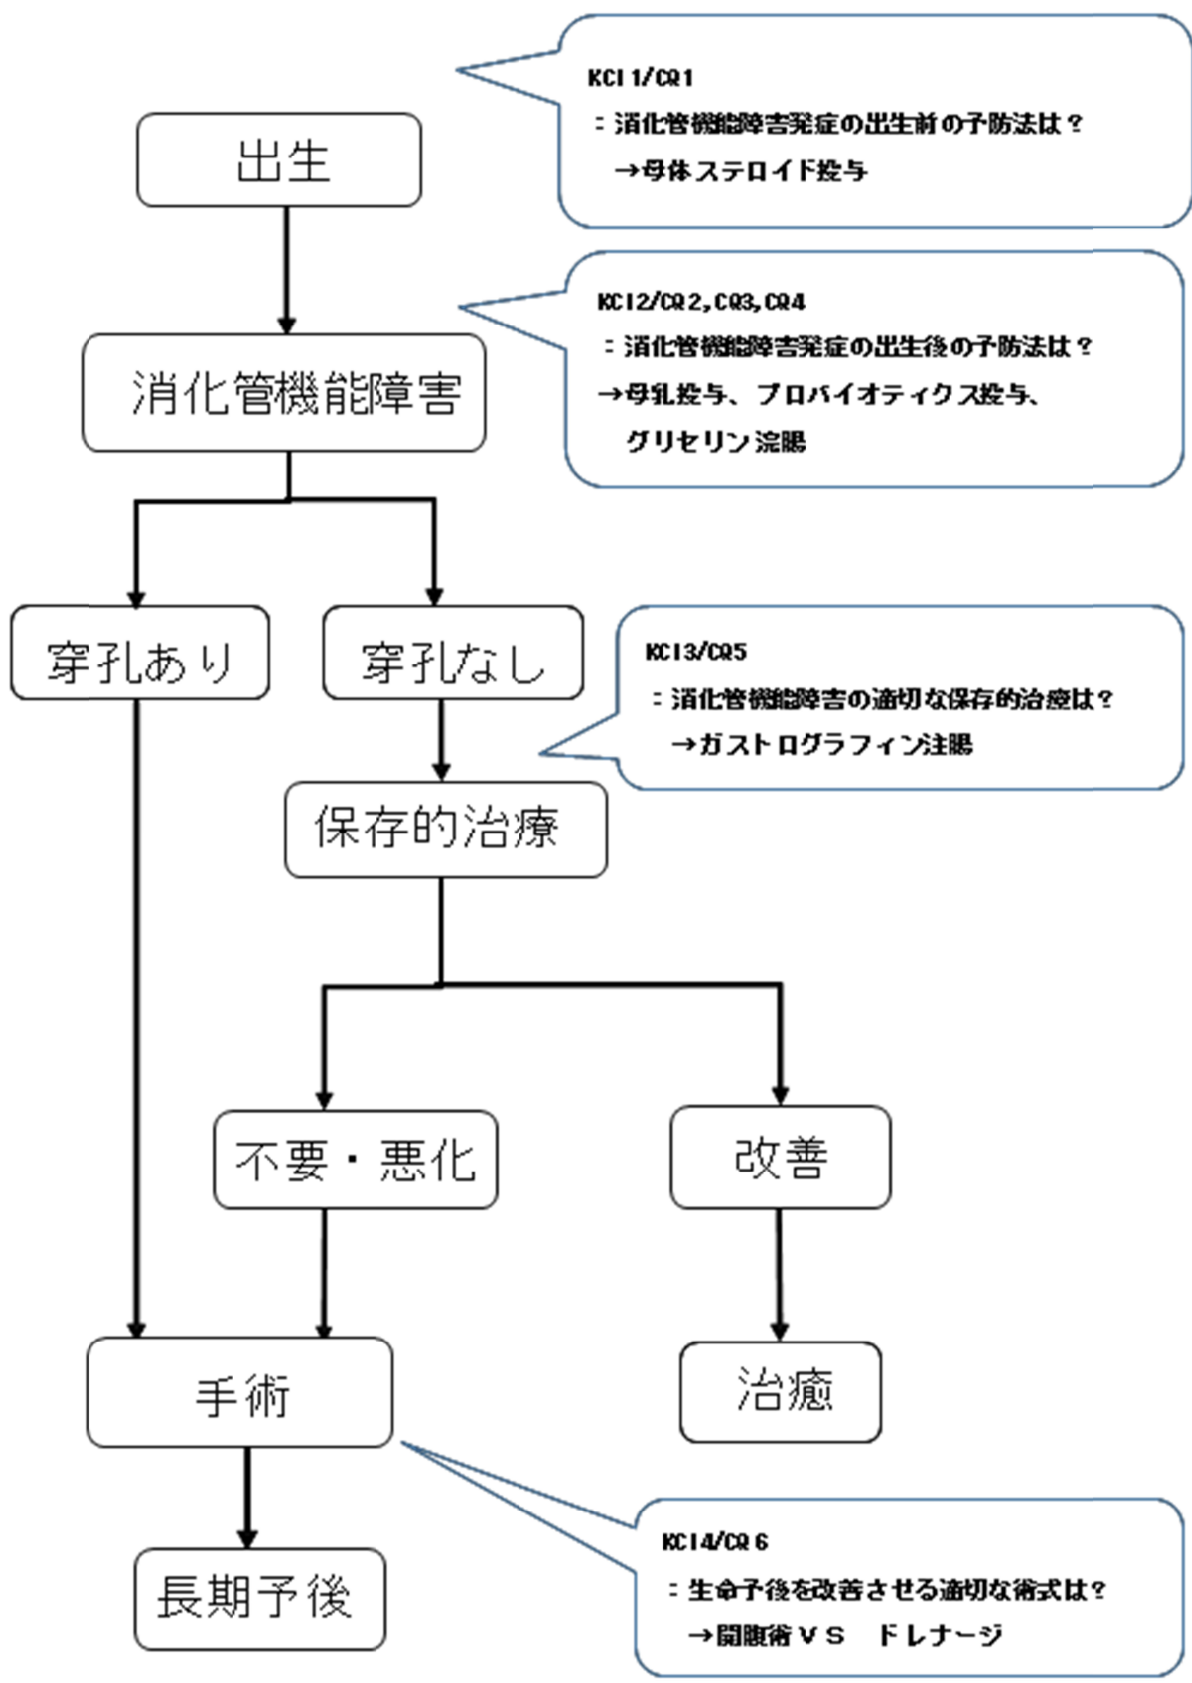 KCI 1/CQ1
：消化管機能障害発症の出生前の予防法は？
→母体ステロイド投与
出生
KCI2/CQ2,CQ3,CQ4
：消化管機能障害発症の出生後の予防法は？
→母乳投与、プロバイオティクス投与、
グリセリン浣腸
消化管機能障害
穿孔あり
穿孔なし
KCI3/CQ5
：消化管機能障害の適切な保存的治療は？
→ガストログラフィン注腸
保存的治療
不要・悪化
改善
手術
治癒
KCI4/CQ6
：生命予後を改善させる適切な術式は？
→開腹術ＶＳ　ドレナージ
長期予後